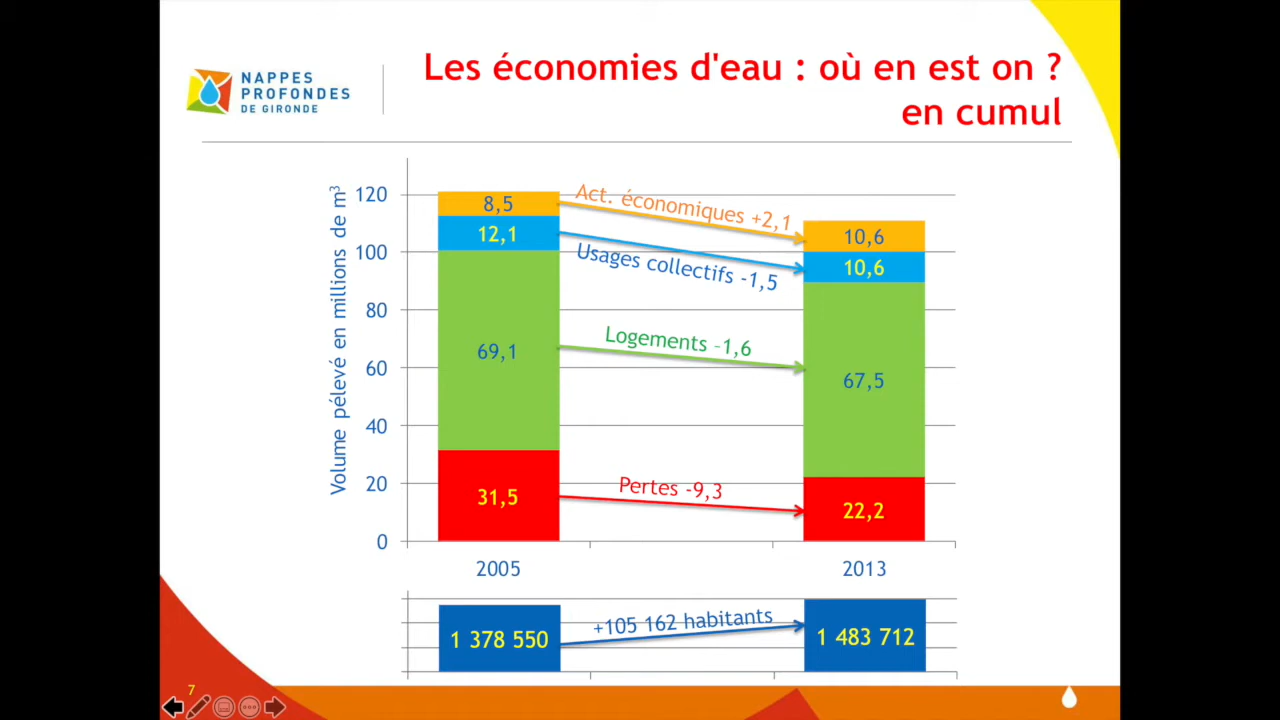 NAPPES
PROFONDES
DE GIRONDE
Les économies d'eau : où en est on ?
en cumul
Volume pélevé en millions de m³
120
100
80
60
40
20
0
8,5
12,1
69,1
31,5
Act. économiques +2,1
Usages collectifs -1,5
Logements –1,6
Pertes -9,3
10,6
10,6
67,5
22,2
2005
2013
1 378 550
+105 162 habitants
1 483 712
7